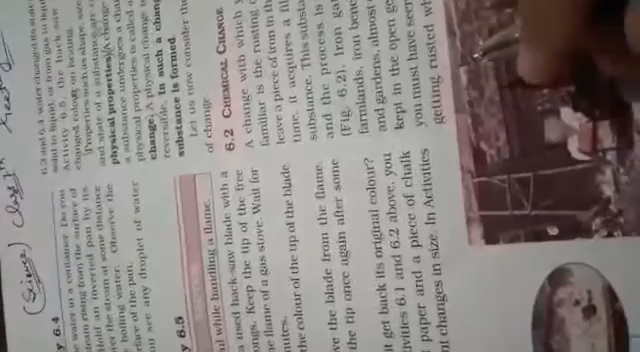 (Science) Class 7th
y 6.4
e water in a container. Do you
team rising from the surface of
Hold an inverted pan by its
ver the steam at some distance
boiling water. Observe the
rface of the pan.
ou see any droplet of water
y 6.5
ul while handling a flame.
a used hack-saw blade with a
ongs. Keep the tip of the free
he flame of a gas stove. Wait for
nutes.
the colour of the tip of the blade
ve the blade from the flame.
the tip once again after some
it get back its original colour?
tivities 6.1 and 6.2 above, you
paper and a piece of chalk
nt changes in size. In Activities
6.3 and 6.4, water changed its state
solid to liquid, or from gas to liquid
Activity 6.5, the hack saw
changed colour on heating.
Properties such as shape, size
and state of a substance are
physical properties. A change
a substance undergoes a chan
physical properties is called a
change. A physical change is
reversible. In such a chan
substance is formed.
Let us now consider the
of change
6.2 CHEMICAL CHANGE
A change with which y
familiar is the rusting o
leave a piece of iron in th
time, it acquires a fil
substance. This substa
and the process is
(Fig. 6.2). Iron gat
farmlands, iron bene
and gardens, almost
kept in the open ge
you must have seen
getting rusted wh